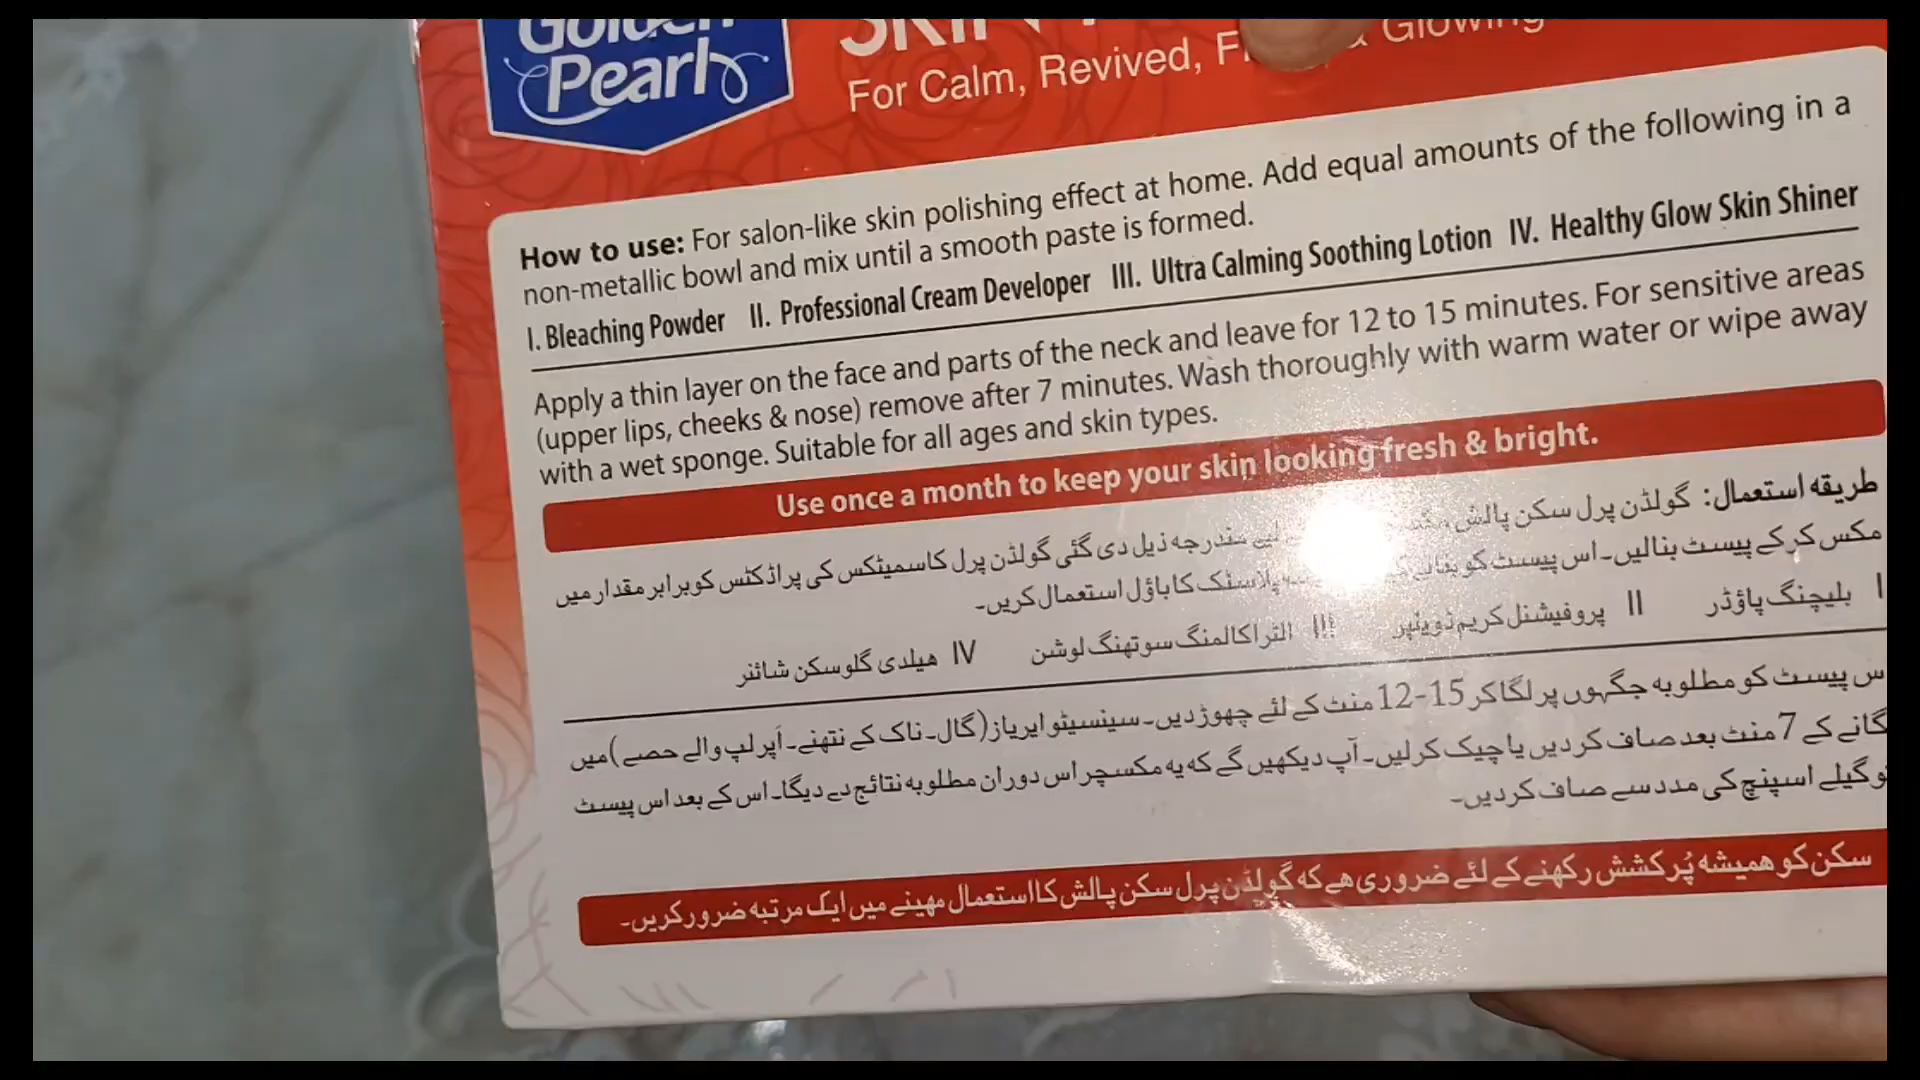 Golden
Pearl
SKIN
For Calm, Revived, & Glowing
How to use: For salon-like skin polishing effect at home. Add equal amounts of the following in a
non-metallic bowl and mix until a smooth paste is formed.
I. Bleaching Powder II. Professional Cream Developer III. Ultra Calming Soothing Lotion IV. Healthy Glow Skin Shiner
Apply a thin layer on the face and parts of the neck and leave for 12 to 15 minutes. For sensitive areas
(upper lips, cheeks & nose) remove after 7 minutes. Wash thoroughly with warm water or wipe away
with a wet sponge. Suitable for all ages and skin types.
Use once a month to keep your skin looking fresh & bright.
طریقہ استعمال: گولڈن پرل سکن پالش مندرجہ ذیل دی گئی گولڈن پرل کاسمیٹکس کی پراڈکٹس کو برابر مقدار میں
مکس کرکے پیسٹ بنالیں۔ اس پیسٹ کو بنانے پلاسٹک کا باؤل استعمال کریں۔
I بلیچنگ پاؤڈر II پروفیشنل کریم ڈویلپر III الٹرا کالمنگ سوتھنگ لوشن IV ھیلدی گلو سکن شائنر
س پیسٹ کو مطلوبہ جگہوں پر لگا کر 15-12 منٹ کے لئے چھوڑ دیں۔ سینسیٹو ایریاز (گال۔ ناک کے نتھنے۔ اَپر لپ والے حصے) میں
گانے کے 7 منٹ بعد صاف کردیں یا چیک کرلیں۔ آپ دیکھیں گے کہ یہ مکسچر اس دوران مطلوبہ نتائج دے دیگا۔ اس کے بعد اس پیسٹ
و گیلے اسپنچ کی مدد سے صاف کردیں۔
سکن کو ھمیشہ پُرکشش رکھنے کے لئے ضروری ھے کہ گولڈن پرل سکن پالش کا استعمال مہینے میں ایک مرتبہ ضرور کریں۔